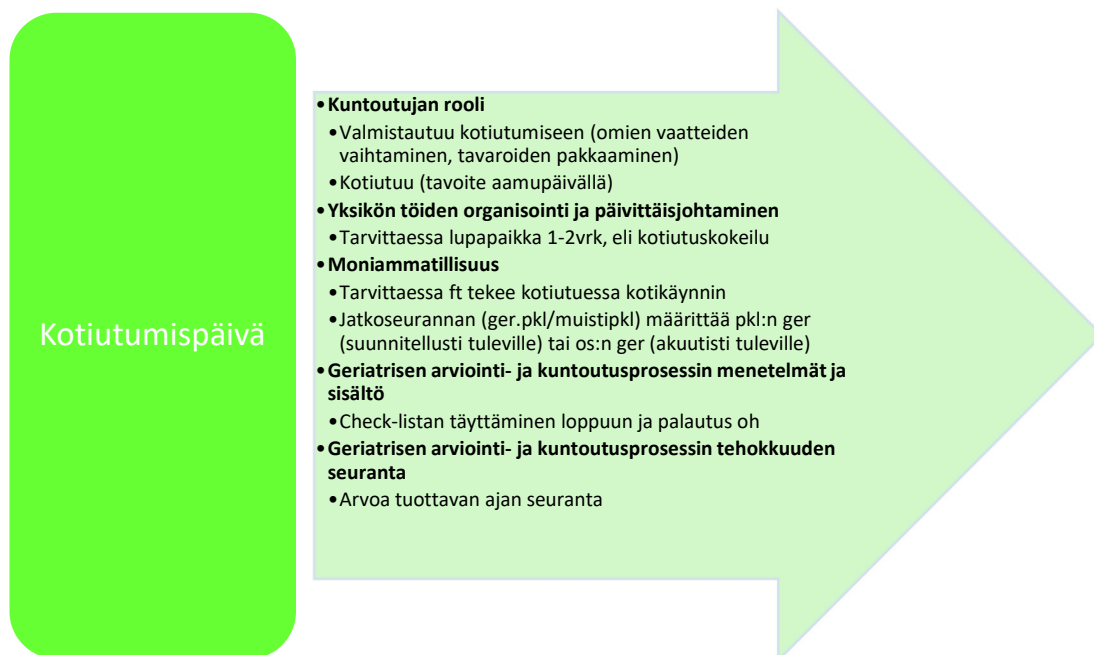 Kotiutumispäivä
•Kuntoutujan rooli
•Valmistautuu kotiutumiseen (omien vaatteiden
vaihtaminen, tavaroiden pakkaaminen)
•Kotiutuu (tavoite aamupäivällä)
•Yksikön töiden organisointi ja päivittäisjohtaminen
•Tarvittaessa lupapaikka 1-2vrk, eli kotiutuskokeilu
•Moniammatillisuus
•Tarvittaessa ft tekee kotiutuessa kotikäynnin
•Jatkoseurannan (ger.pkl/muistipkl) määrittää pkl:n ger
(suunnitellusti tuleville) tai os:n ger (akuutisti tuleville)
•Geriatrisen arviointi- ja kuntoutusprosessin menetelmät ja
sisältö
•Check-listan täyttäminen loppuun ja palautus oh
•Geriatrisen arviointi- ja kuntoutusprosessin tehokkuuden
seuranta
•Arvoa tuottavan ajan seuranta